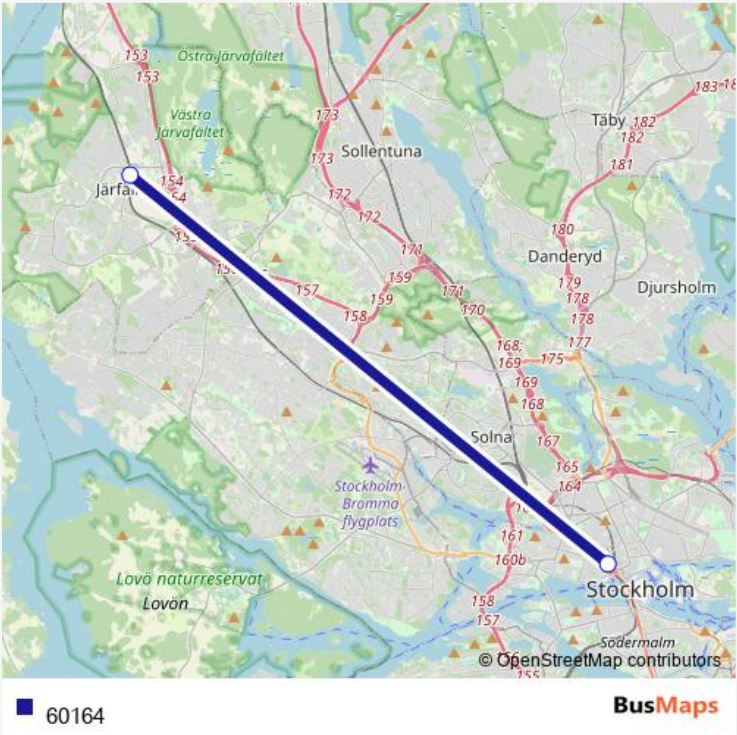 153
153
Östra Järvafältet
183
Västra
Järvafältet
173
Täby
182
182
Sollentuna
173
181
154
172
172
180
171
Danderyd
159
157
159
171
179
Djursholm
178
170
158
178
168;
177
169
175
169
168
Solna
167
165
164
Stockholm-
Bromma
flygplats
161
160b
Lovö naturreservat
Stockholm
Lovön
158
157
Södermalm
© OpenStreetMap contributors
155
60164
BusMaps